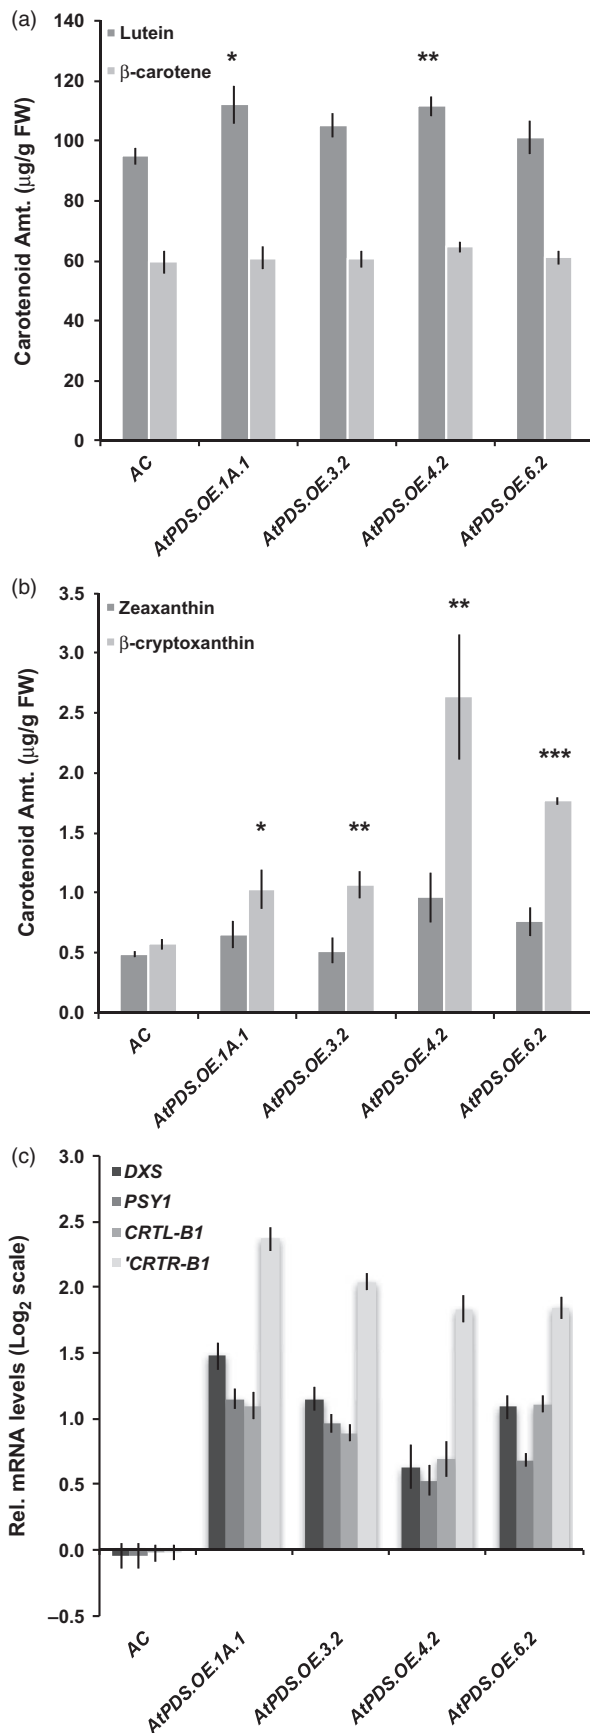 (a)
140
120
100
80
60
40
20
0
Carotenoid Amt. (µg/g FW)
Lutein
β-carotene
*
**
AC
AtPDS.OE.1A.1
AtPDS.OE.3.2
AtPDS.OE.4.2
AtPDS.OE.6.2
(b)
3.5
3.0
2.5
2.0
1.5
1.0
0.5
0.0
Carotenoid Amt. (µg/g FW)
Zeaxanthin
β-cryptoxanthin
*
**
**
***
AC
AtPDS.OE.1A.1
AtPDS.OE.3.2
AtPDS.OE.4.2
AtPDS.OE.6.2
(c)
3.0
2.5
2.0
1.5
1.0
0.5
0.0
–0.5
Rel. mRNA levels (Log2 scale)
DXS
PSY1
CRTL-B1
'CRTR-B1
AC
AtPDS.OE.1A.1
AtPDS.OE.3.2
AtPDS.OE.4.2
AtPDS.OE.6.2